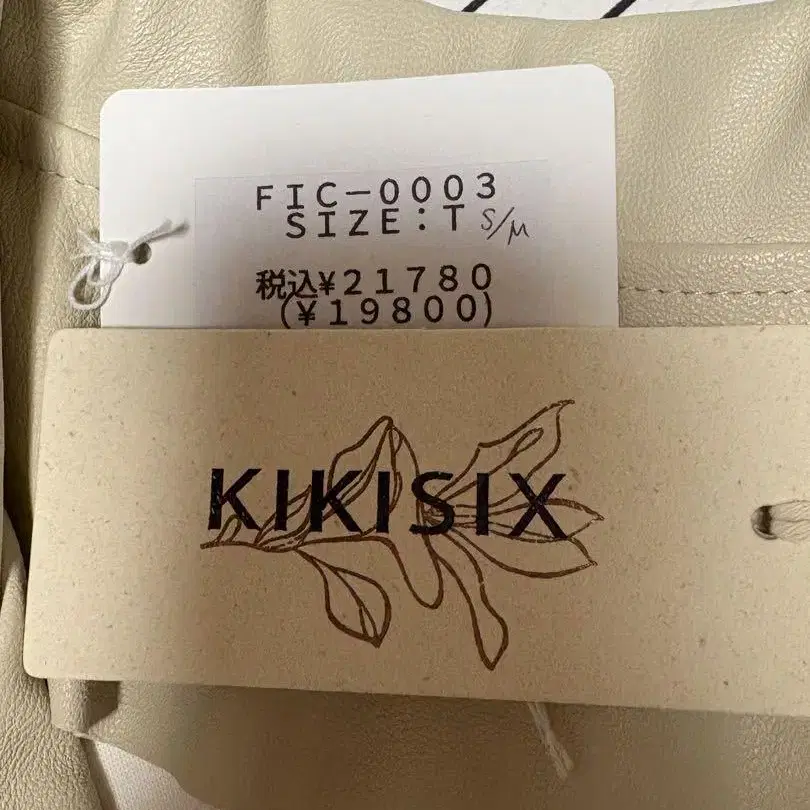 FIC-0003
SIZE:T S/M
税込¥21780
(¥19800)
KIKISIX